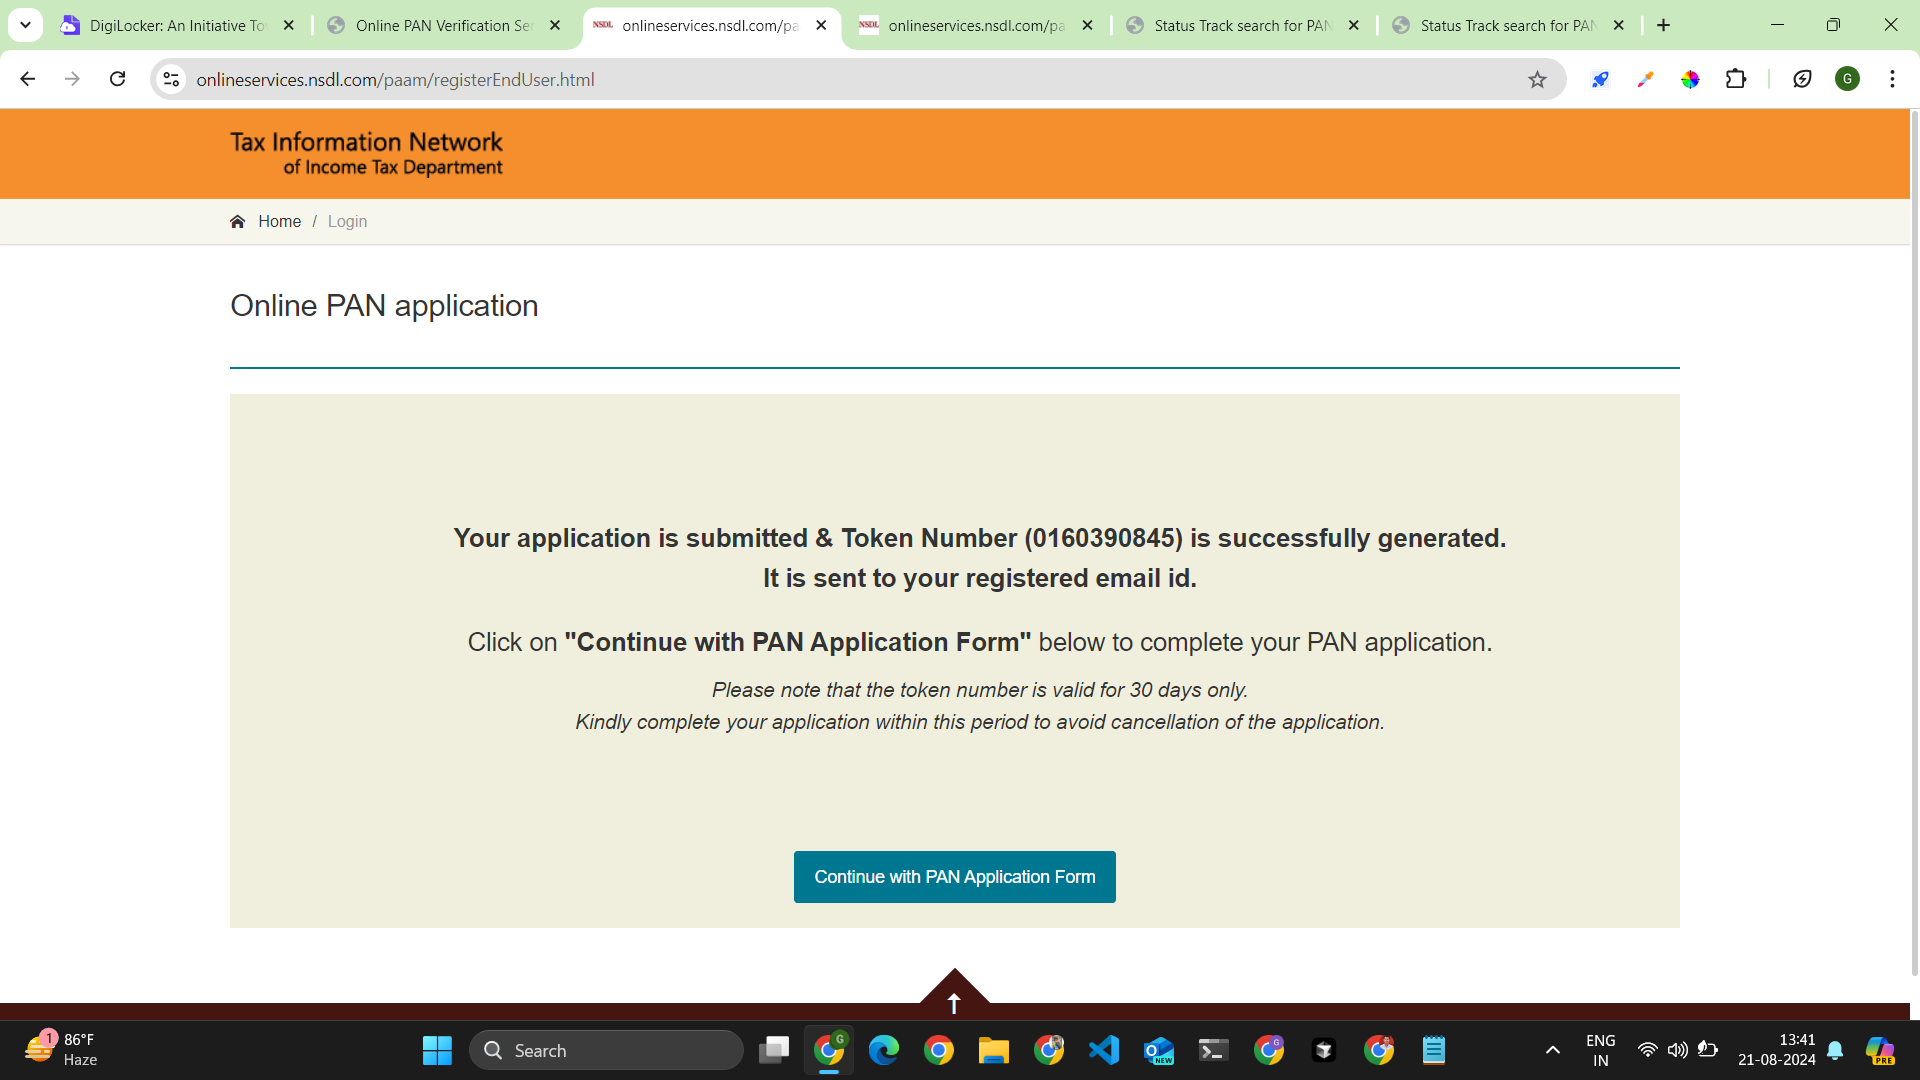 DigiLocker: An Initiative To
Online PAN Verification Ser
NSDL onlineservices.nsdl.com/pa
NSDL onlineservices.nsdl.com/pa
Status Track search for PAN
Status Track search for PAN
onlineservices.nsdl.com/paam/registerEndUser.html
G
Tax Information Network
of Income Tax Department
Home / Login
Online PAN application
Your application is submitted & Token Number (0160390845) is successfully generated.
It is sent to your registered email id.
Click on "Continue with PAN Application Form" below to complete your PAN application.
Please note that the token number is valid for 30 days only.
Kindly complete your application within this period to avoid cancellation of the application.
Continue with PAN Application Form
1
86°F
Haze
Search
G
NEW
G
ENG
IN
13:41
21-08-2024
PRE